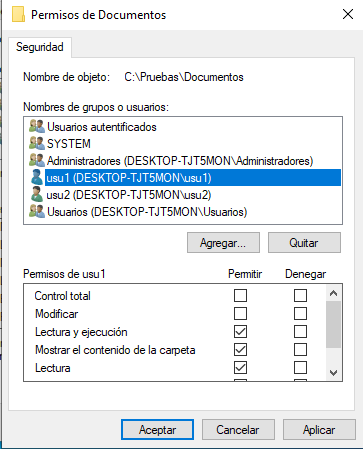 Permisos de Documentos
Seguridad
Nombre de objeto: C:\Pruebas\Documentos
Nombres de grupos o usuarios:
Usuarios autentificados
SYSTEM
Administradores (DESKTOP-TJT5MON\Administradores)
usu1 (DESKTOP-TJT5MON\usu1)
usu2 (DESKTOP-TJT5MON\usu2)
Usuarios (DESKTOP-TJT5MON\Usuarios)
Agregar... Quitar
Permisos de usu1 Permitir Denegar
Control total
Modificar
Lectura y ejecución
Mostrar el contenido de la carpeta
Lectura
Aceptar Cancelar Aplicar